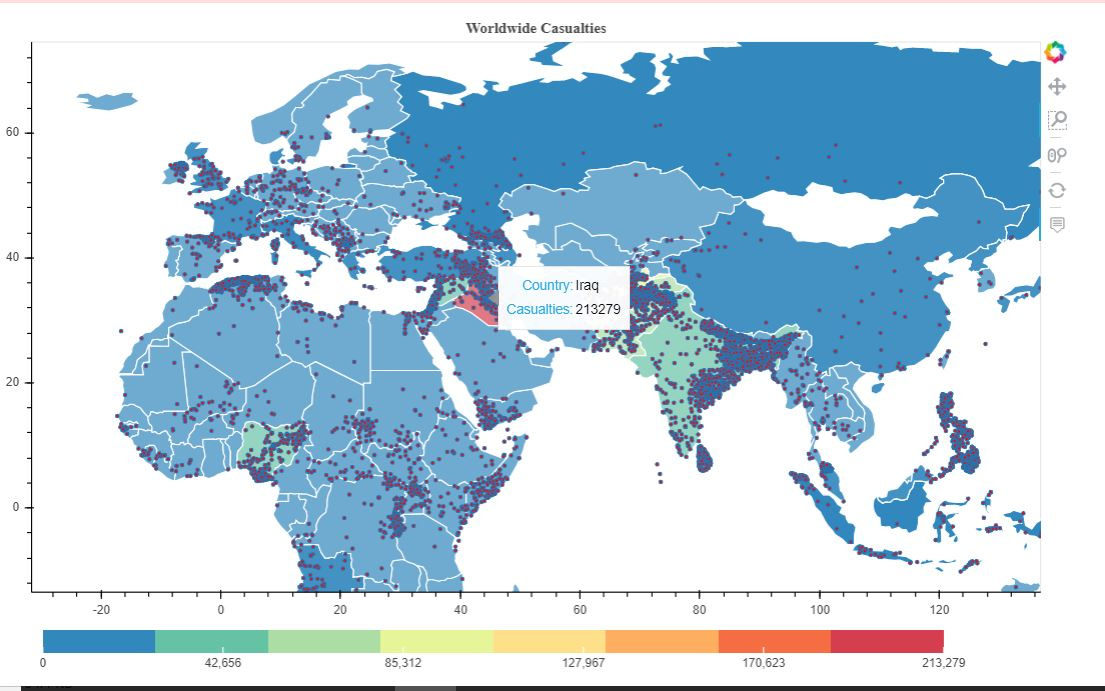 Worldwide Casualties
60
40
20
0
Country: Iraq
Casualties: 213279
-20 0 20 40 60 80 100 120
0 42,656 85,312 127,967 170,623 213,279